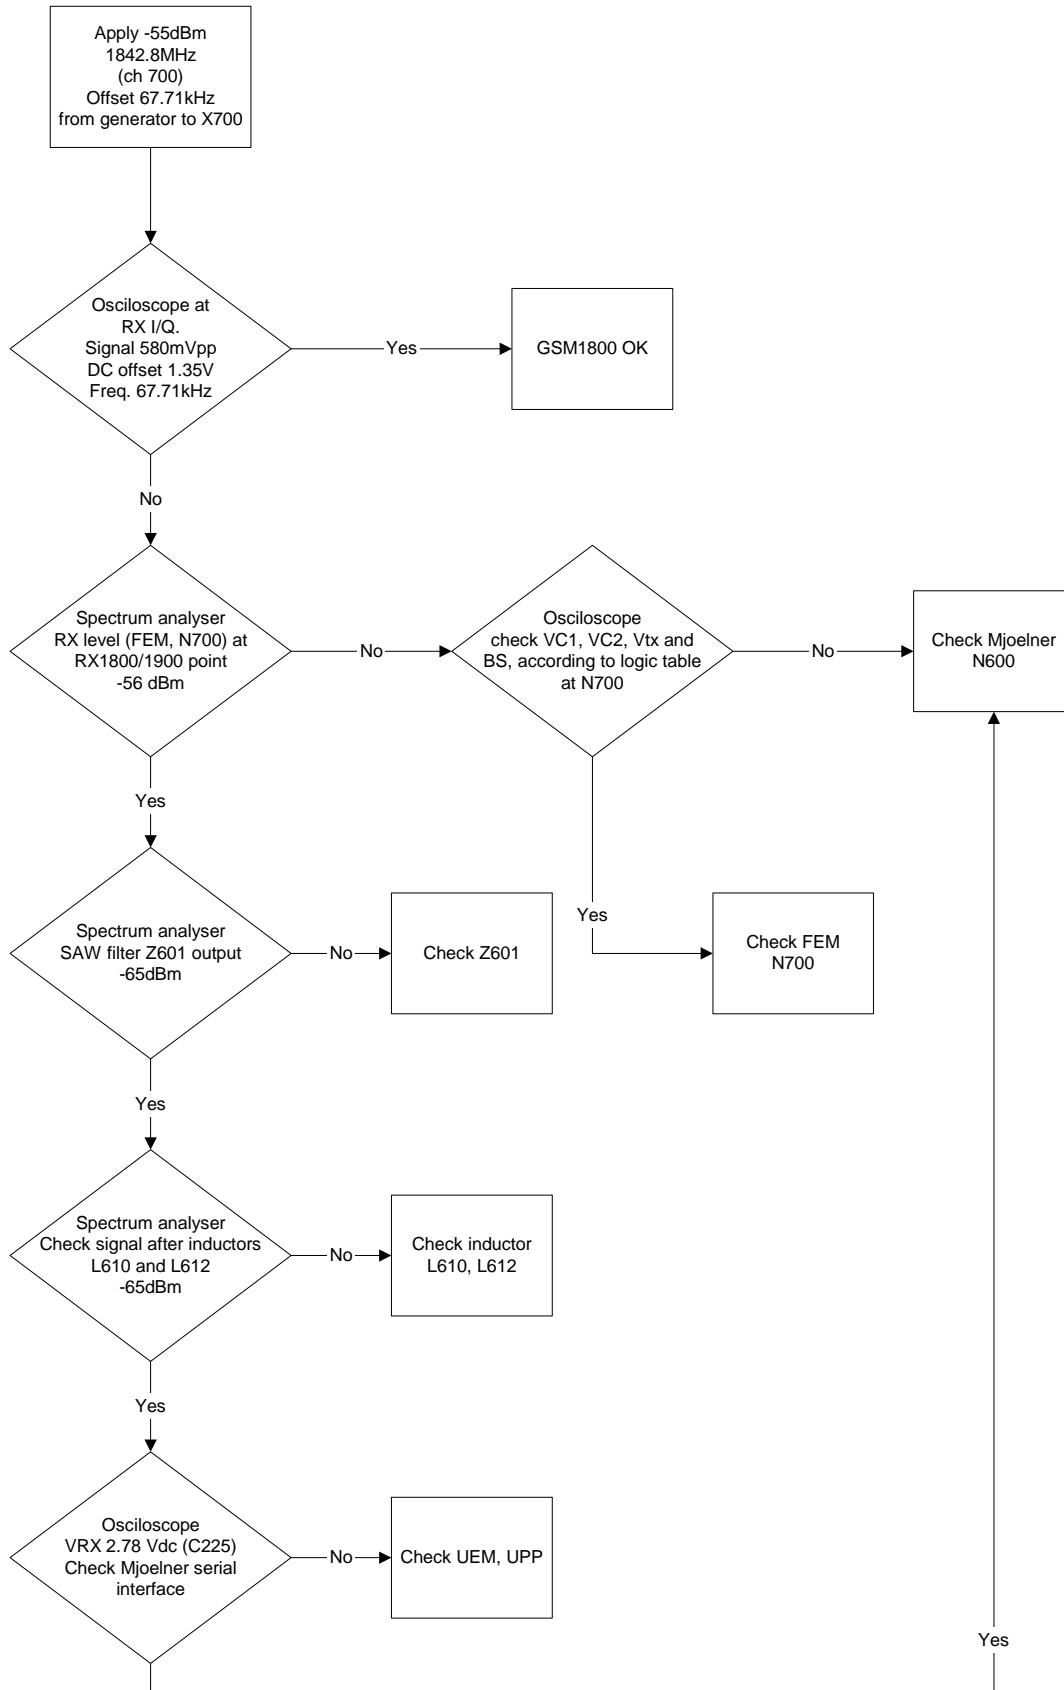 Apply -55dBm
1842.8MHz
(ch 700)
Offset 67.71kHz
from generator to X700
Osciloscope at
RX I/Q.
Signal 580mVpp
DC offset 1.35V
Freq. 67.71kHz
Yes
GSM1800 OK
No
Spectrum analyser
RX level (FEM, N700) at
RX1800/1900 point
-56 dBm
No
Osciloscope
check VC1, VC2, Vtx and
BS, according to logic table
at N700
No
Check Mjoelner
N600
Yes
Spectrum analyser
SAW filter Z601 output
-65dBm
No
Check Z601
Yes
Check FEM
N700
Yes
Spectrum analyser
Check signal after inductors
L610 and L612
-65dBm
No
Check inductor
L610, L612
Yes
Osciloscope
VRX 2.78 Vdc (C225)
Check Mjoelner serial
interface
No
Check UEM, UPP
Yes